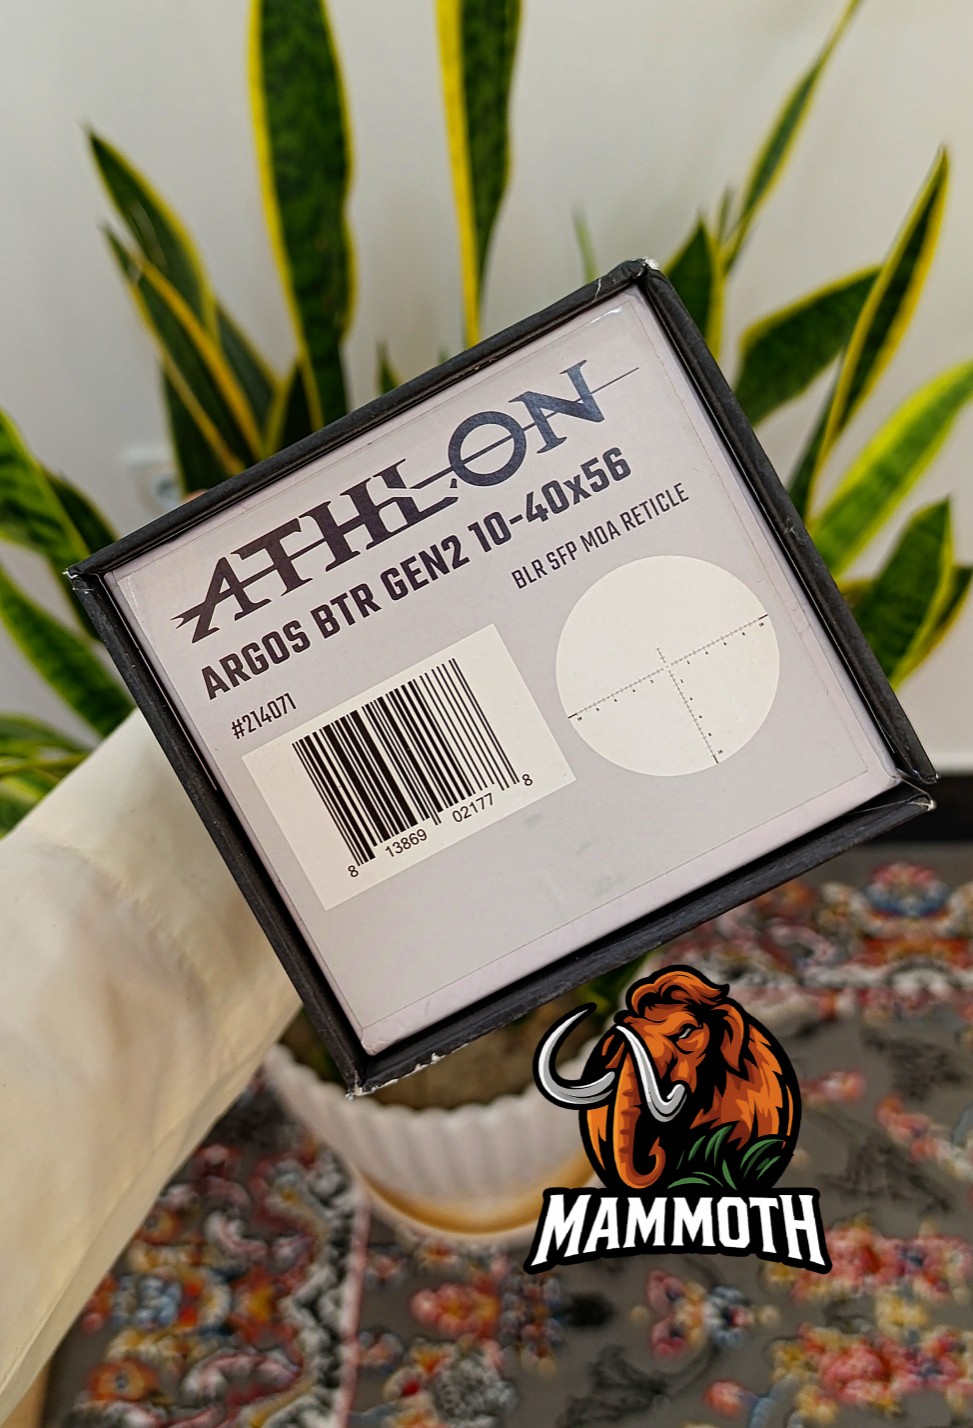 ATHLON
ARGOS BTR GEN2 10-40x56
BLR SFP MOA RETICLE
#214071
8 13869 02177 8
MAMMOTH